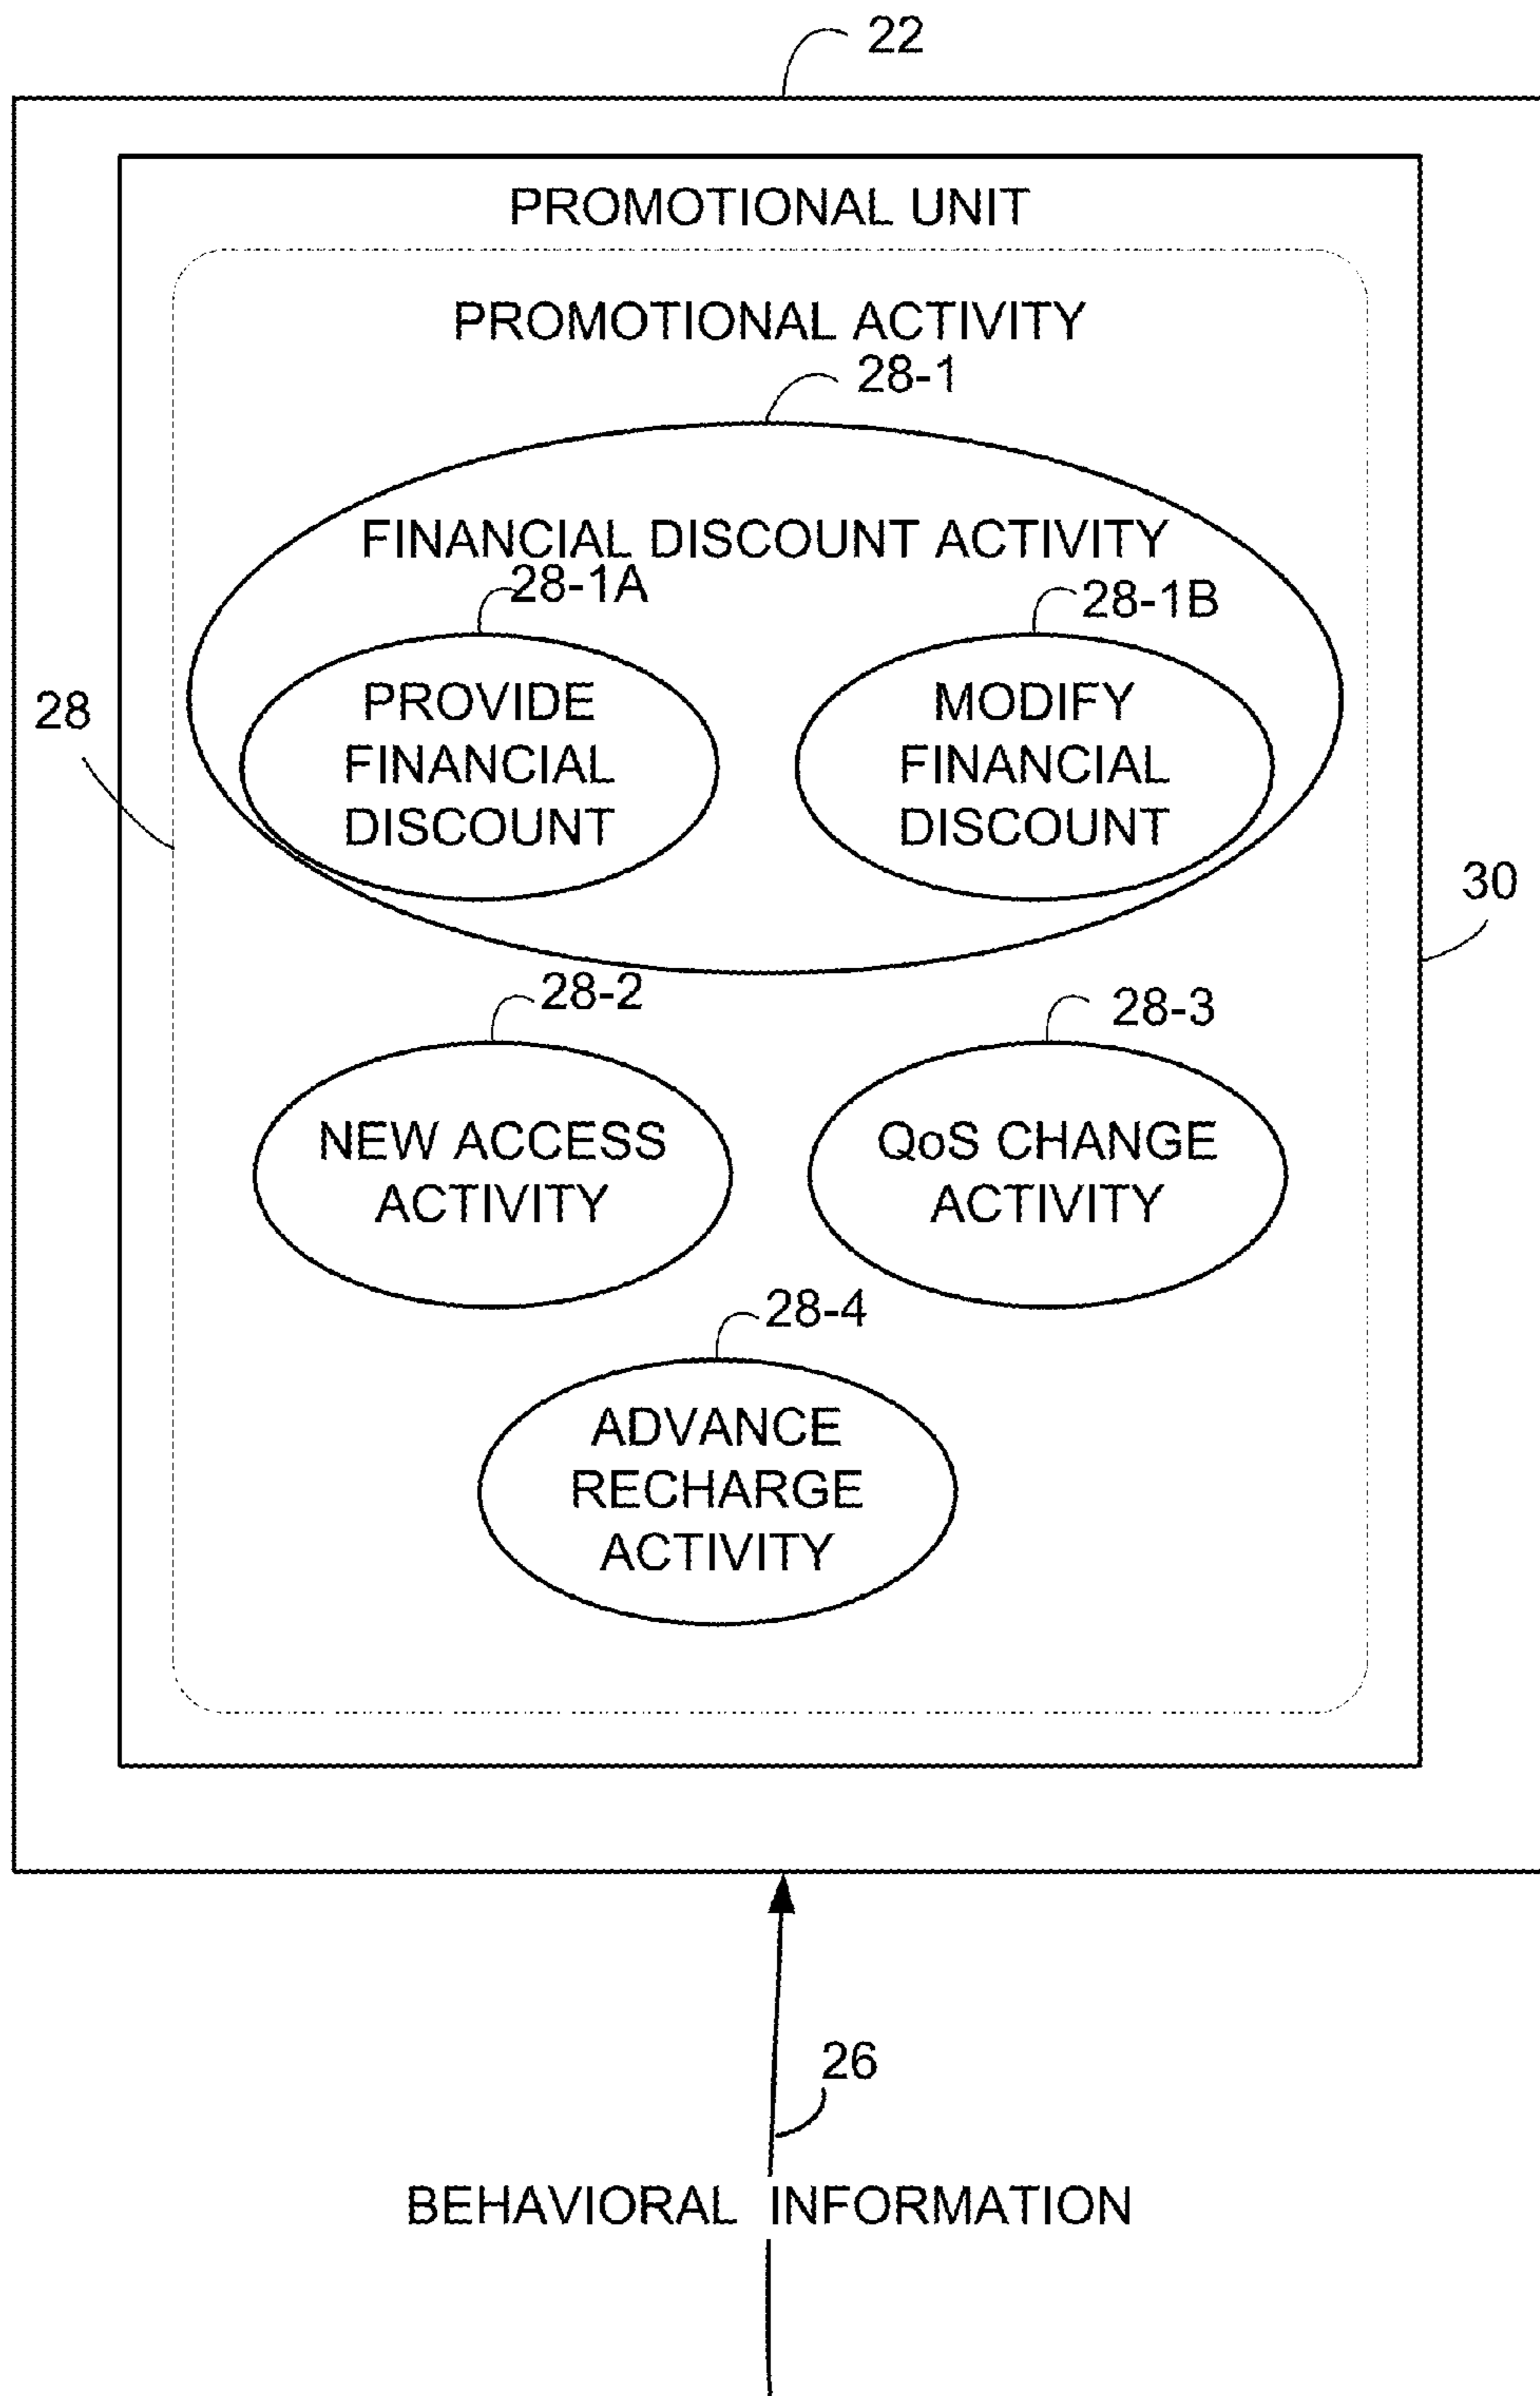 22
PROMOTIONAL UNIT
PROMOTIONAL ACTIVITY
28-1
FINANCIAL DISCOUNT ACTIVITY
28-1A
28-1B
PROVIDE
FINANCIAL
DISCOUNT
MODIFY
FINANCIAL
DISCOUNT
28
30
28-2
28-3
NEW ACCESS
ACTIVITY
QoS CHANGE
ACTIVITY
28-4
ADVANCE
RECHARGE
ACTIVITY
26
BEHAVIORAL INFORMATION